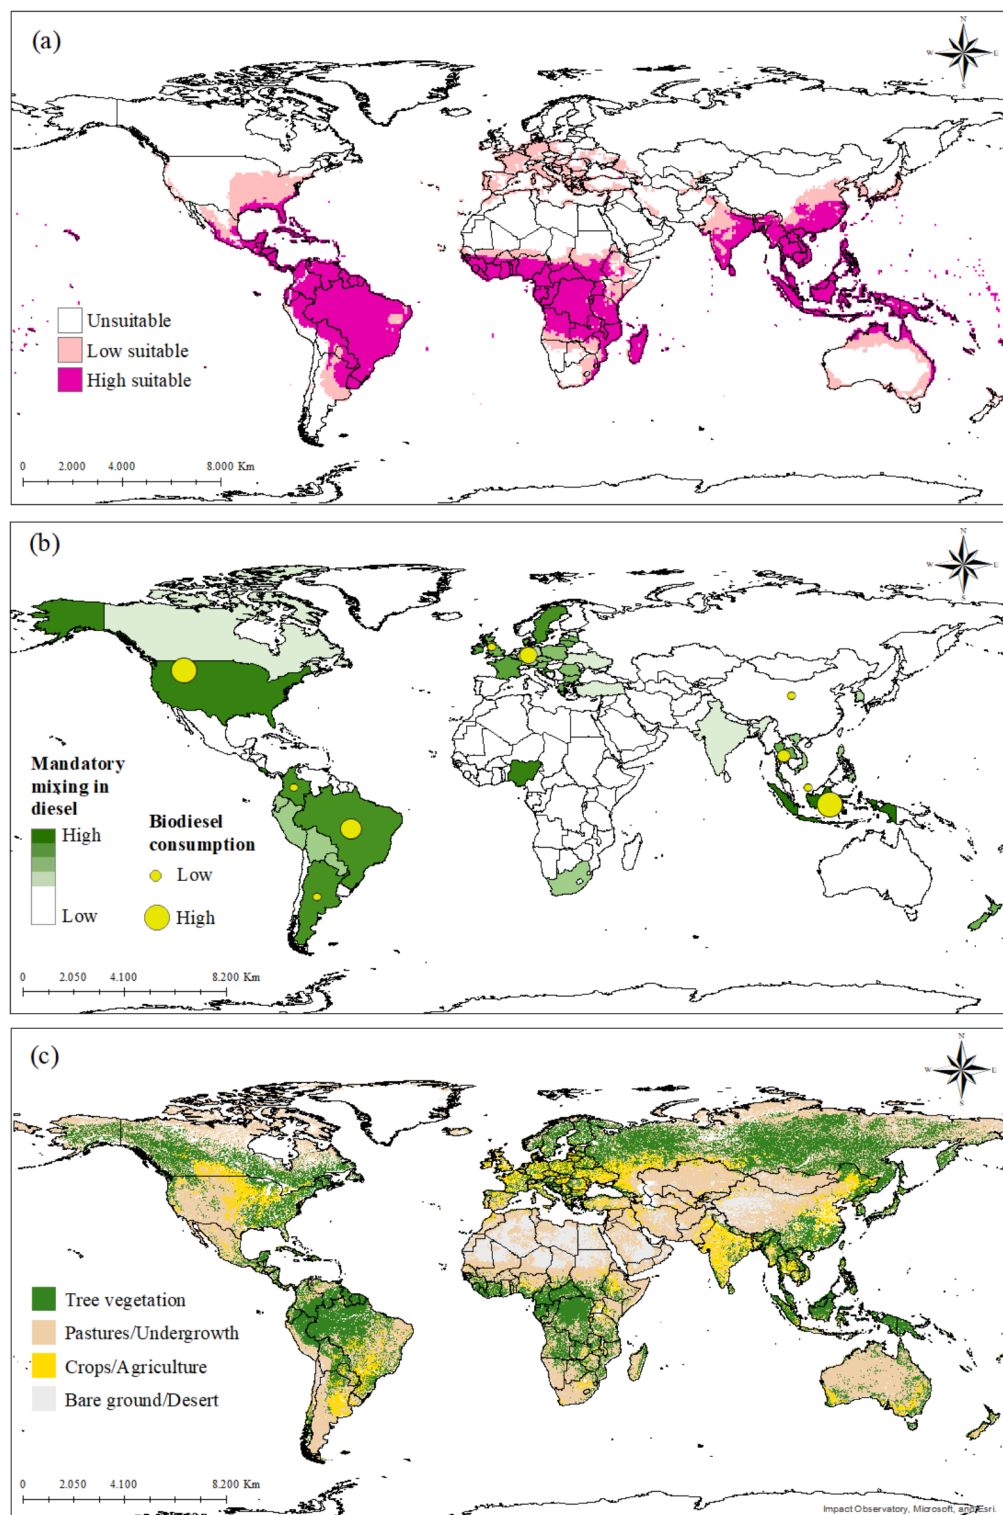 (a)
N
W E
S
Unsuitable
Low suitable
High suitable
0 2.000 4.000 8.000 Km
(b)
N
W E
S
Mandatory
mixing in
diesel
High
Low
Biodiesel
consumption
Low
High
0 2.050 4.100 8.200 Km
(c)
N
W E
S
Tree vegetation
Pastures/Undergrowth
Crops/Agriculture
Bare ground/Desert
0 2.050 4.100 8.200 Km
Impact Observatory, Microsoft, and Esri.